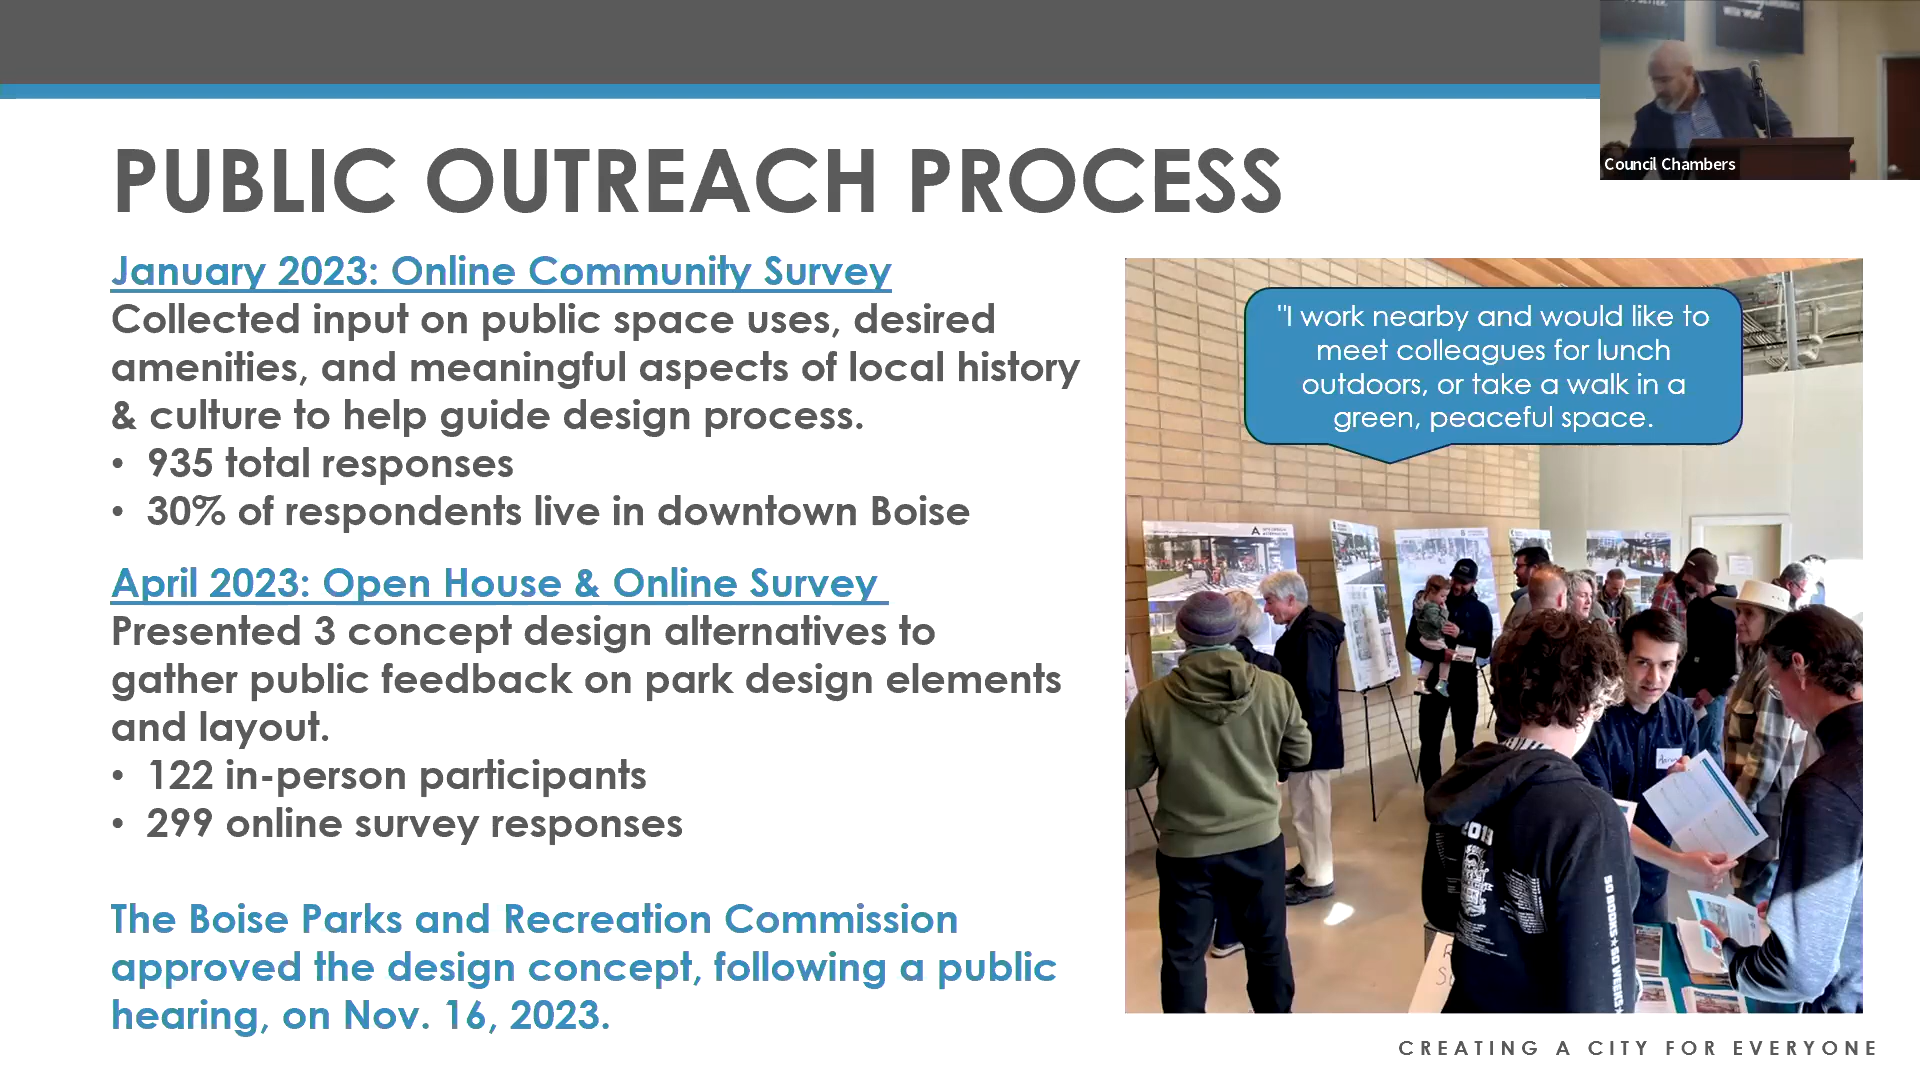 Council Chambers
PUBLIC OUTREACH PROCESS
January 2023: Online Community Survey
Collected input on public space uses, desired
amenities, and meaningful aspects of local history
& culture to help guide design process.
• 935 total responses
• 30% of respondents live in downtown Boise
April 2023: Open House & Online Survey
Presented 3 concept design alternatives to
gather public feedback on park design elements
and layout.
• 122 in-person participants
• 299 online survey responses
The Boise Parks and Recreation Commission
approved the design concept, following a public
hearing, on Nov. 16, 2023.
"I work nearby and would like to
meet colleagues for lunch
outdoors, or take a walk in a
green, peaceful space.
A
B
C
2019
50 BOOKS ★ 50 WEEKS
CREATING A CITY FOR EVERYONE